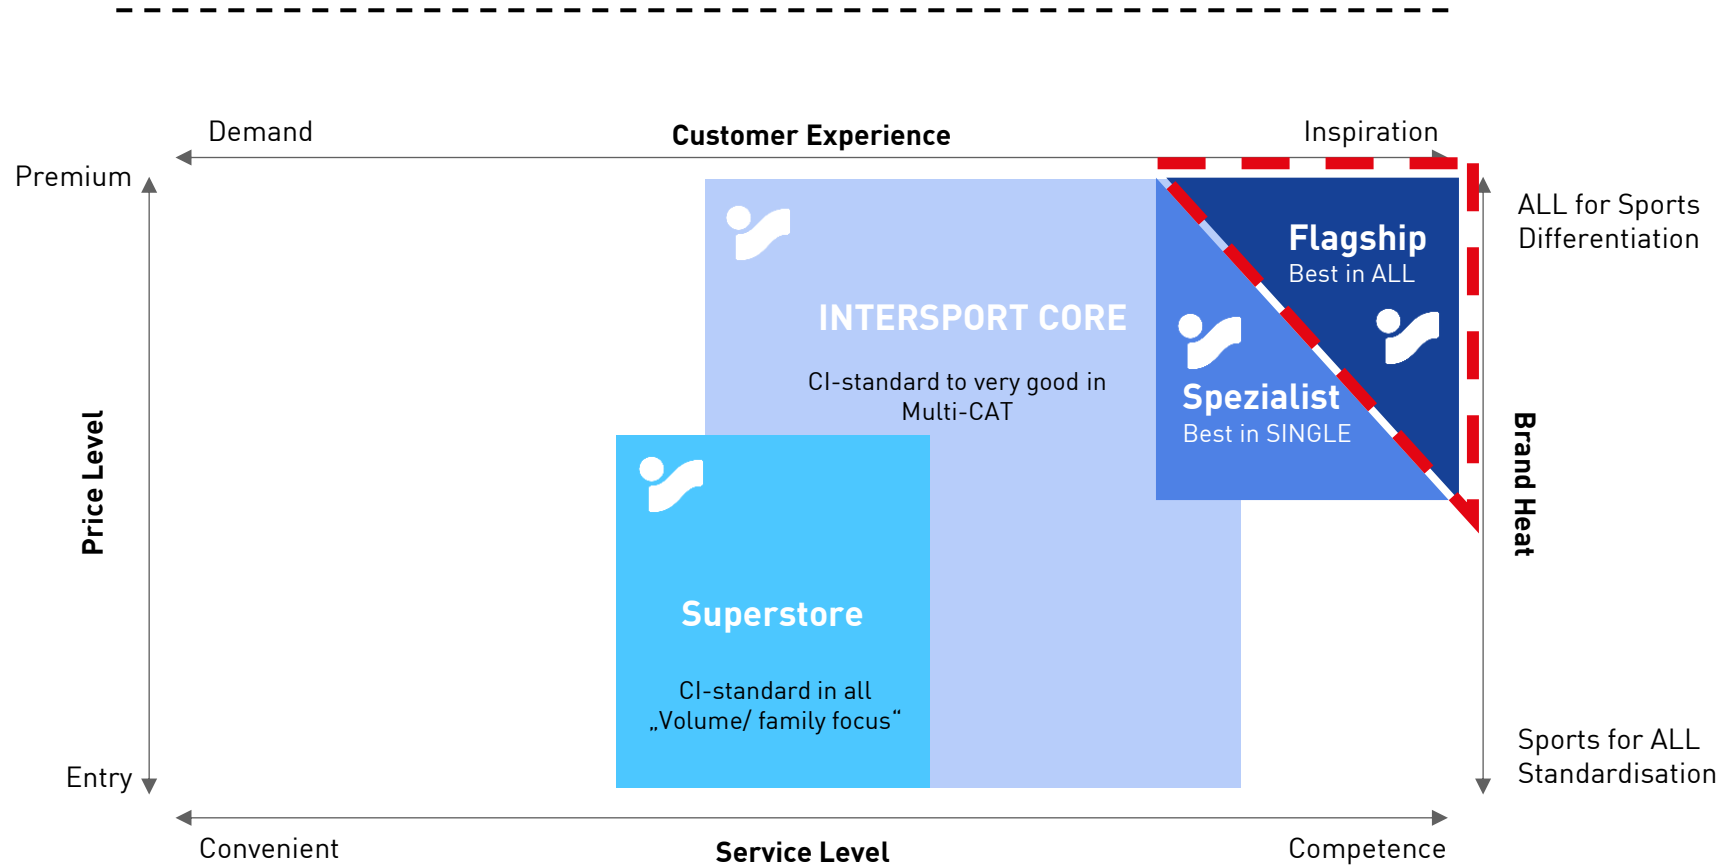 Demand
Customer Experience
Inspiration
Premium
ALL for Sports
Differentiation
Flagship
Best in ALL
INTERSPORT CORE
CI-standard to very good in
Multi-CAT
Spezialist
Best in SINGLE
Price Level
Brand Heat
Superstore
CI-standard in all
„Volume/ family focus“
Sports for ALL
Standardisation
Entry
Convenient
Service Level
Competence